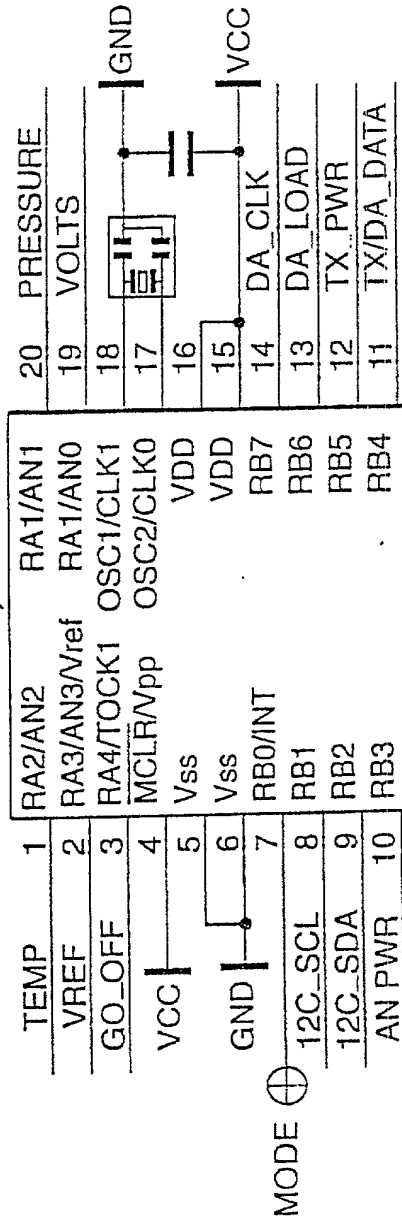 TEMP 1 RA2/AN2 RA1/AN1 20 PRESSURE
VREF 2 RA3/AN3/Vref RA1/AN0 19 VOLTS
GO_OFF 3 RA4/TOCK1 OSC1/CLK1 18 GND
4 MCLR/Vpp OSC2/CLK0 17
VCC 5 Vss VDD 16
GND 6 Vss VDD 15 VCC
MODE 7 RB0/INT RB7 14 DA_CLK
12C_SCL 8 RB1 RB6 13 DA_LOAD
12C_SDA 9 RB2 RB5 12 TX_PWR
AN PWR 10 RB3 RB4 11 TX/DA_DATA